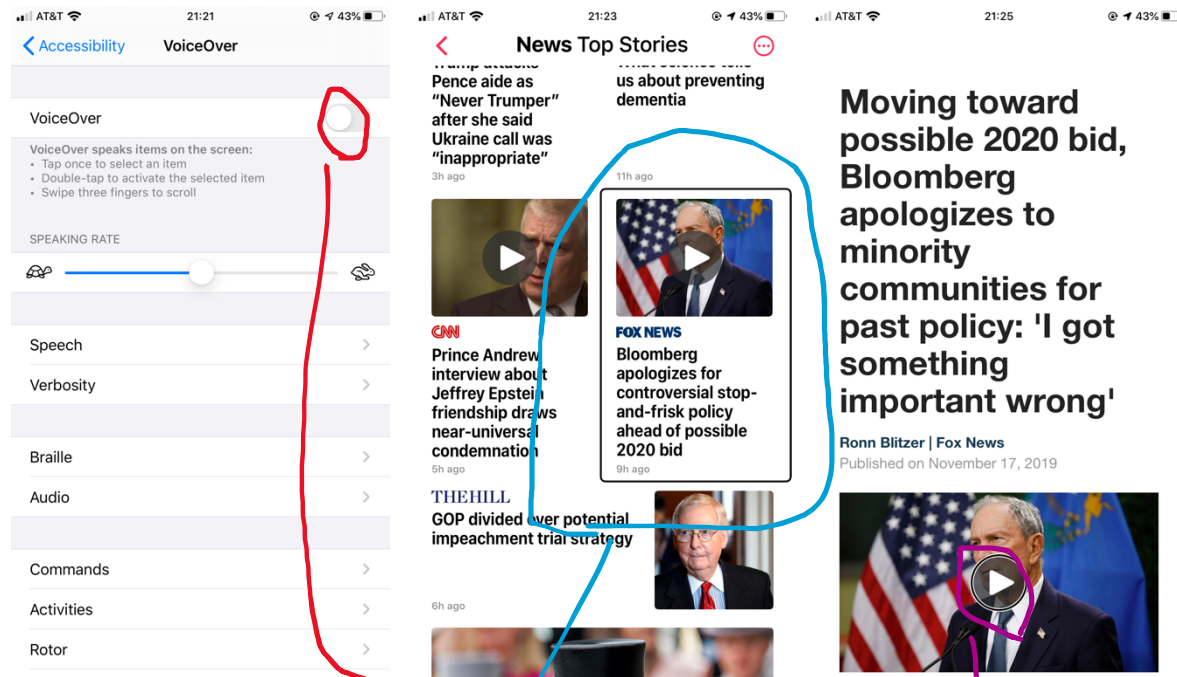 AT&T 21:21 43%
Accessibility VoiceOver
VoiceOver
VoiceOver speaks items on the screen:
• Tap once to select an item
• Double-tap to activate the selected item
• Swipe three fingers to scroll
SPEAKING RATE
Speech
Verbosity
Braille
Audio
Commands
Activities
Rotor
AT&T 21:23 43%
News Top Stories
Trump attacks
Pence aide as
“Never Trumper”
after she said
Ukraine call was
“inappropriate”
3h ago
What science tells
us about preventing
dementia
11h ago
CNN
Prince Andrew
interview about
Jeffrey Epstein
friendship draws
near-universal
condemnation
5h ago
FOX NEWS
Bloomberg
apologizes for
controversial stop-
and-frisk policy
ahead of possible
2020 bid
9h ago
THE HILL
GOP divided over potential
impeachment trial strategy
6h ago
AT&T 21:25 43%
Moving toward
possible 2020 bid,
Bloomberg
apologizes to
minority
communities for
past policy: 'I got
something
important wrong'
Ronn Blitzer | Fox News
Published on November 17, 2019